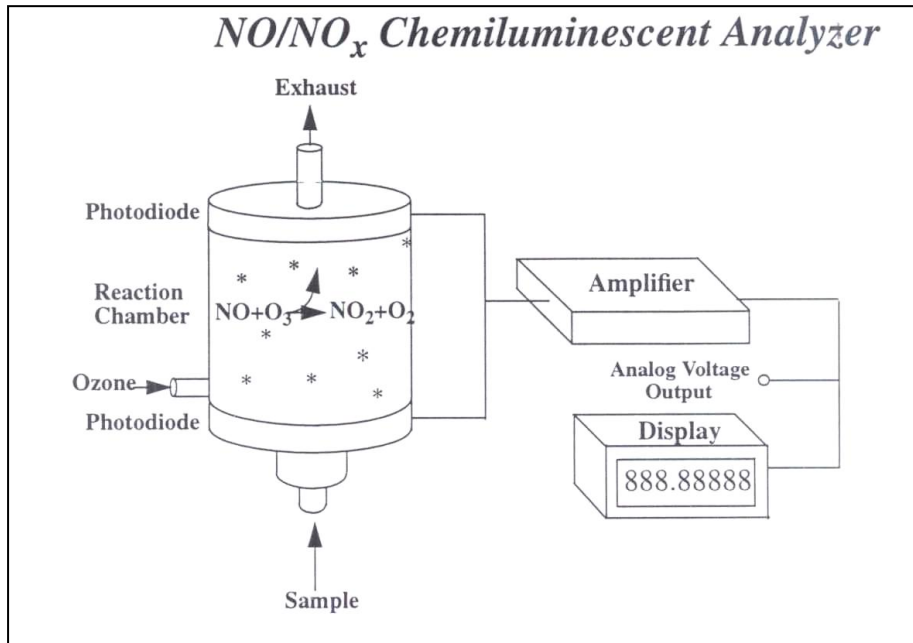 NO/NOx Chemiluminescent Analyzer
Exhaust
Photodiode
Reaction
Chamber
NO+O3
NO2+O2
Ozone
Photodiode
Sample
Amplifier
Analog Voltage
Output
Display
888.88888